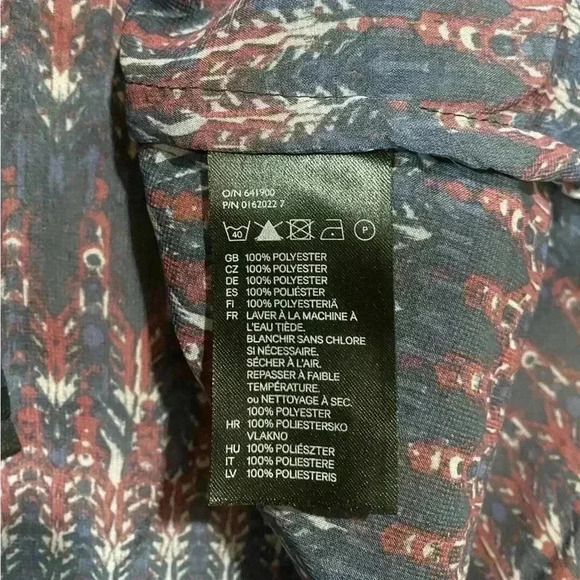 O/N 641900
P/N 0162022 7
40 P
GB 100% POLYESTER
CZ 100% POLYESTER
DE 100% POLYESTER
ES 100% POLIÉSTER
FI 100% POLYESTERIÄ
FR LAVER À LA MACHINE À
L'EAU TIÈDE.
BLANCHIR SANS CHLORE
SI NÉCESSAIRE.
SÉCHER À L'AIR.
REPASSER À FAIBLE
TEMPÉRATURE.
ou NETTOYAGE À SEC.
100% POLYESTER
HR 100% POLIESTERSKO
VLAKNO
HU 100% POLIÉSZTER
IT 100% POLIESTERE
LV 100% POLIESTERIS